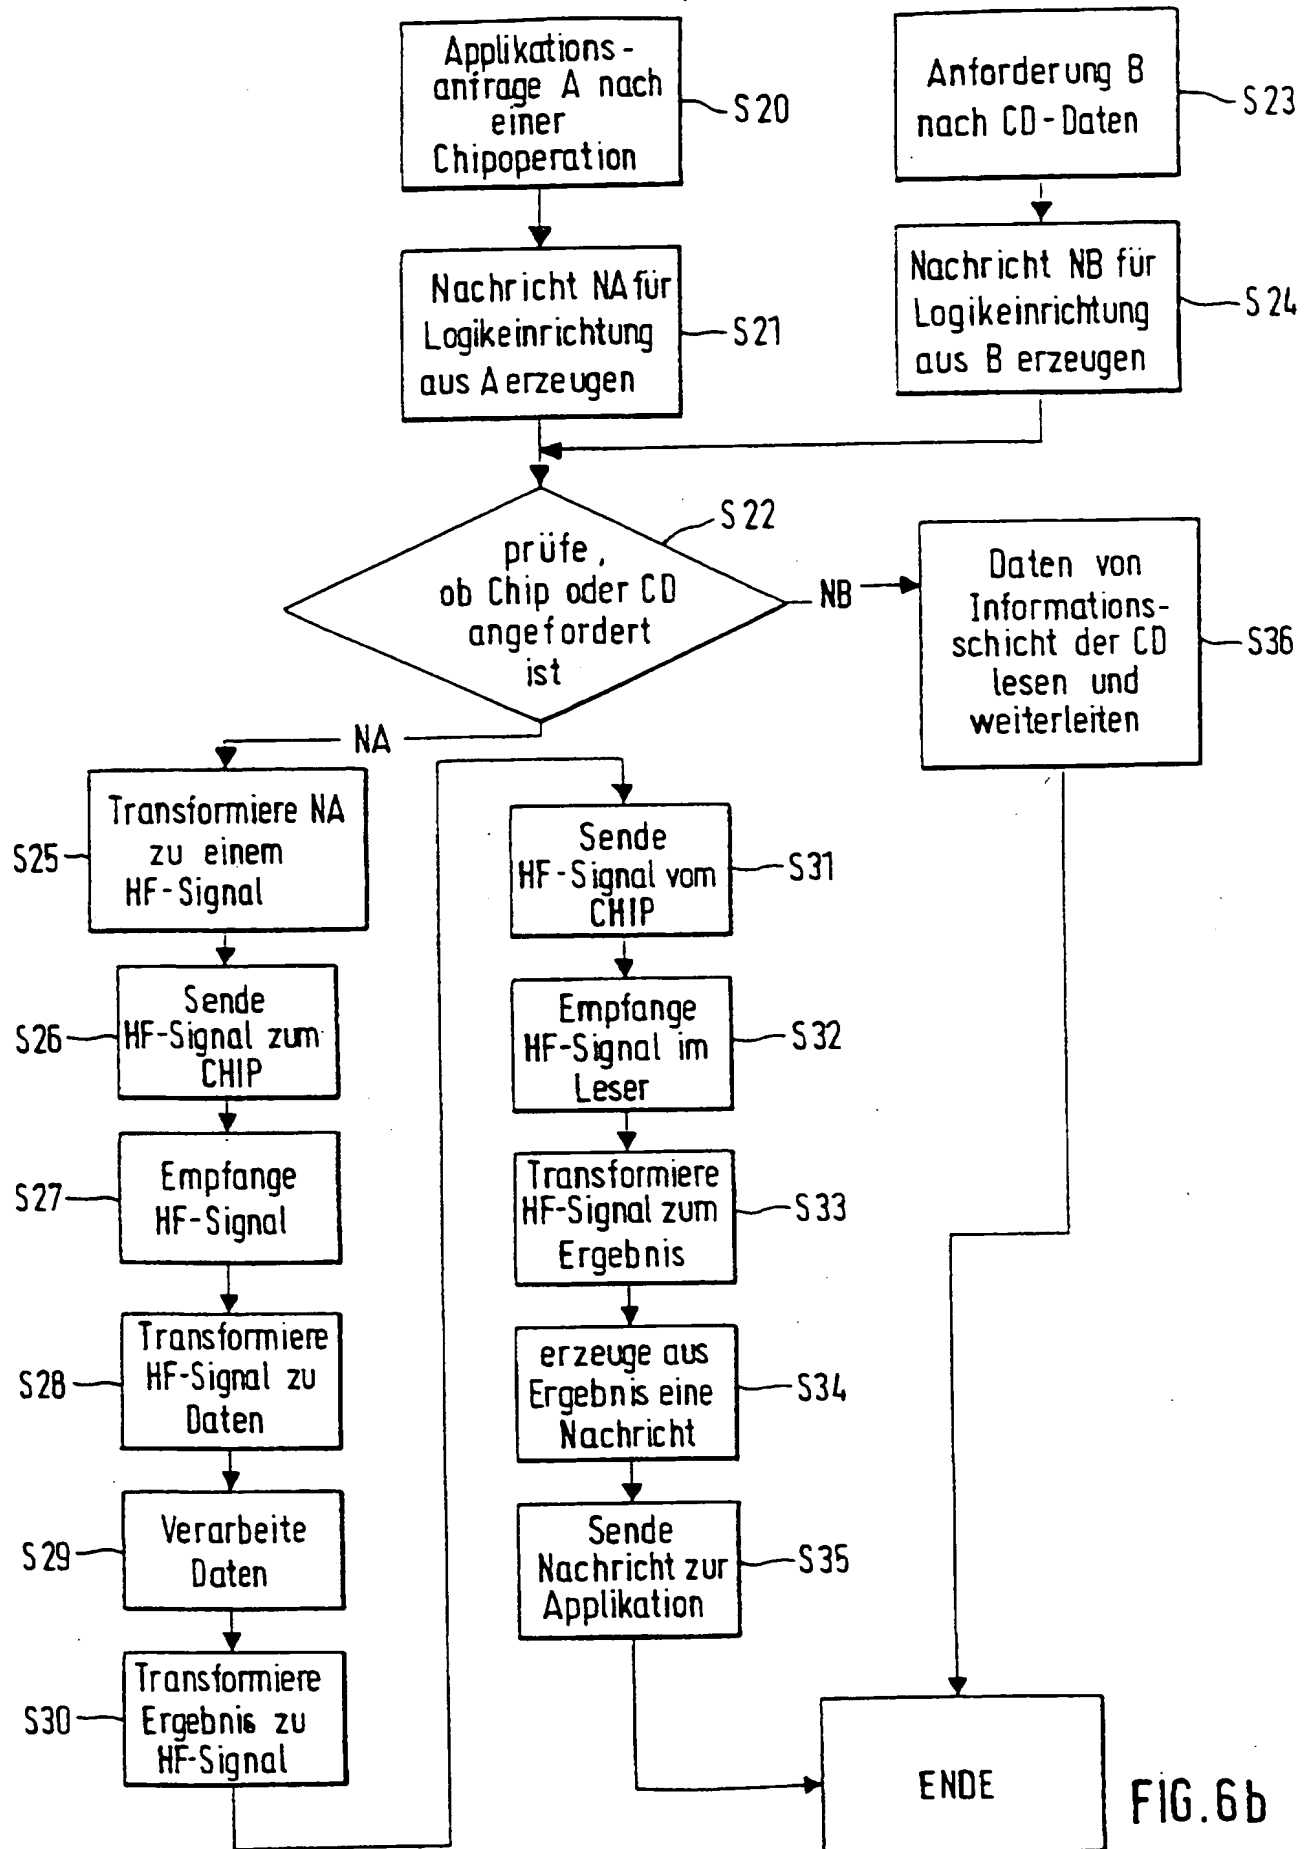 Applikations-
anfrage A nach
einer
Chipoperation
S20
Anforderung B
nach CD-Daten
S23
Nachricht NA für
Logikeinrichtung
aus A erzeugen
S21
Nachricht NB für
Logikeinrichtung
aus B erzeugen
S24
prüfe,
ob Chip oder CD
angefordert
ist
S22
NB
NA
Daten von
Informations-
schicht der CD
lesen und
weiterleiten
S36
Transformiere NA
zu einem
HF-Signal
S25
Sende
HF-Signal zum
CHIP
S26
Empfange
HF-Signal
S27
Transformiere
HF-Signal zu
Daten
S28
Verarbeite
Daten
S29
Transformiere
Ergebnis zu
HF-Signal
S30
Sende
HF-Signal vom
CHIP
S31
Empfange
HF-Signal im
Leser
S32
Transformiere
HF-Signal zum
Ergebnis
S33
erzeuge aus
Ergebnis eine
Nachricht
S34
Sende
Nachricht zur
Applikation
S35
ENDE
FIG.6b